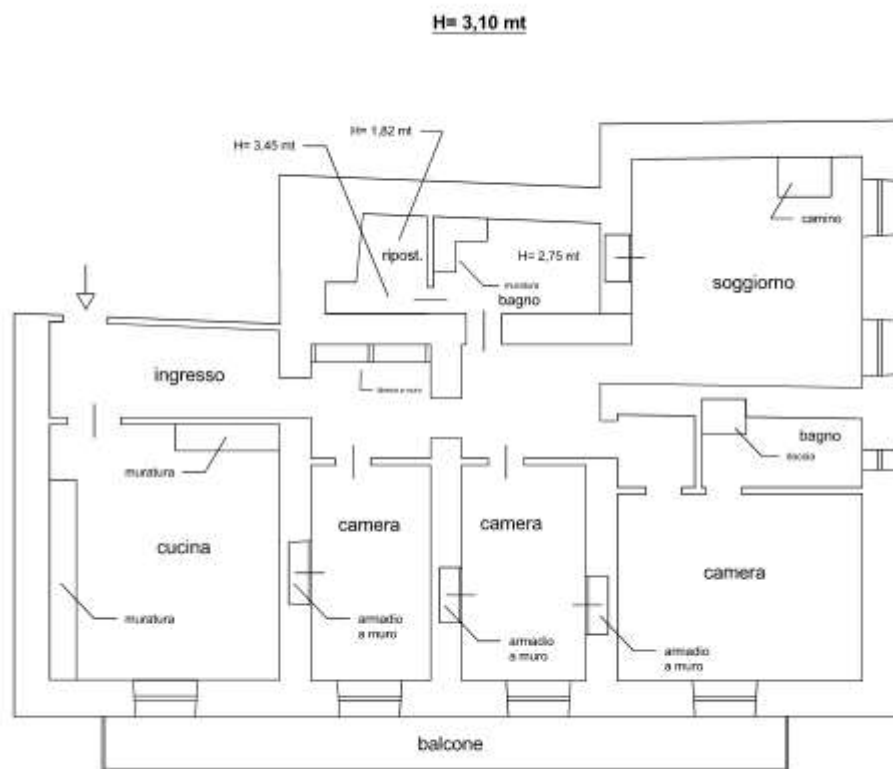 H= 3,10 mt
H= 1,82 mt
H= 3,45 mt
camino
ripost.
H= 2,75 mt
muratura
bagno
soggiorno
ingresso
a muro
bagno
doccia
muratura
camera
camera
cucina
camera
muratura
armadio
a muro
armadio
a muro
armadio
a muro
balcone